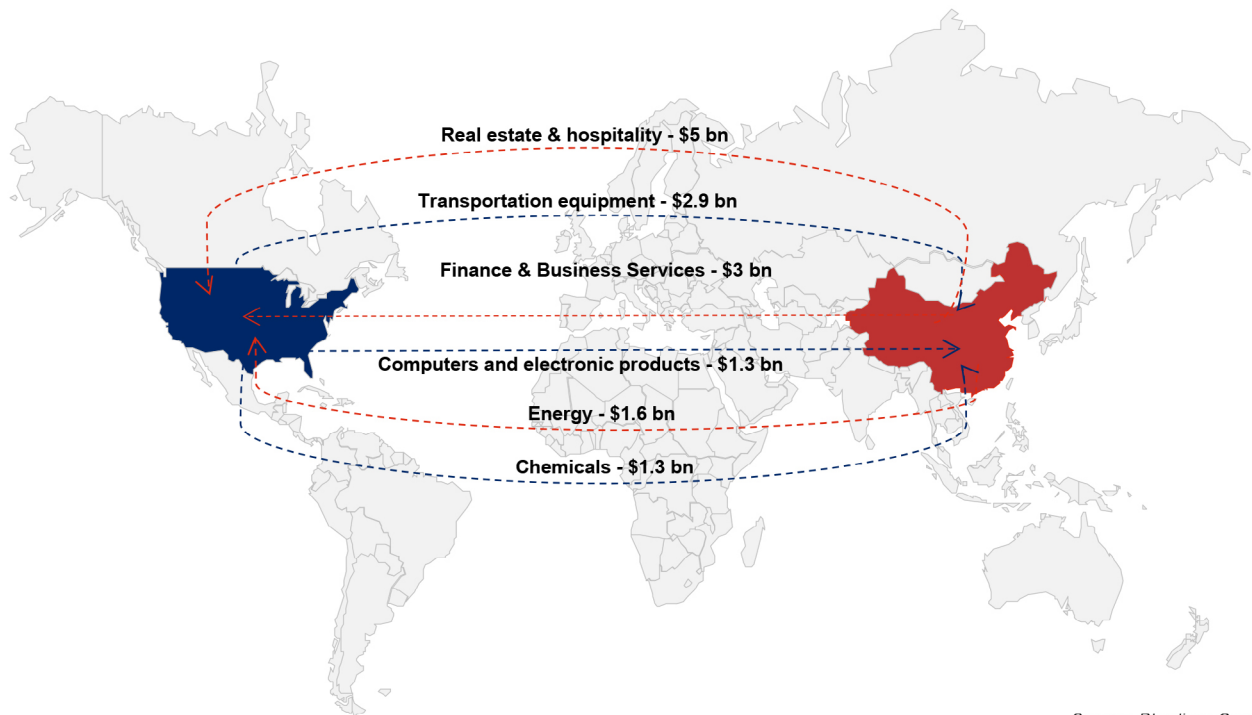 Real estate & hospitality - $5 bn
Transportation equipment - $2.9 bn
Finance & Business Services - $3 bn
Computers and electronic products - $1.3 bn
Energy - $1.6 bn
Chemicals - $1.3 bn